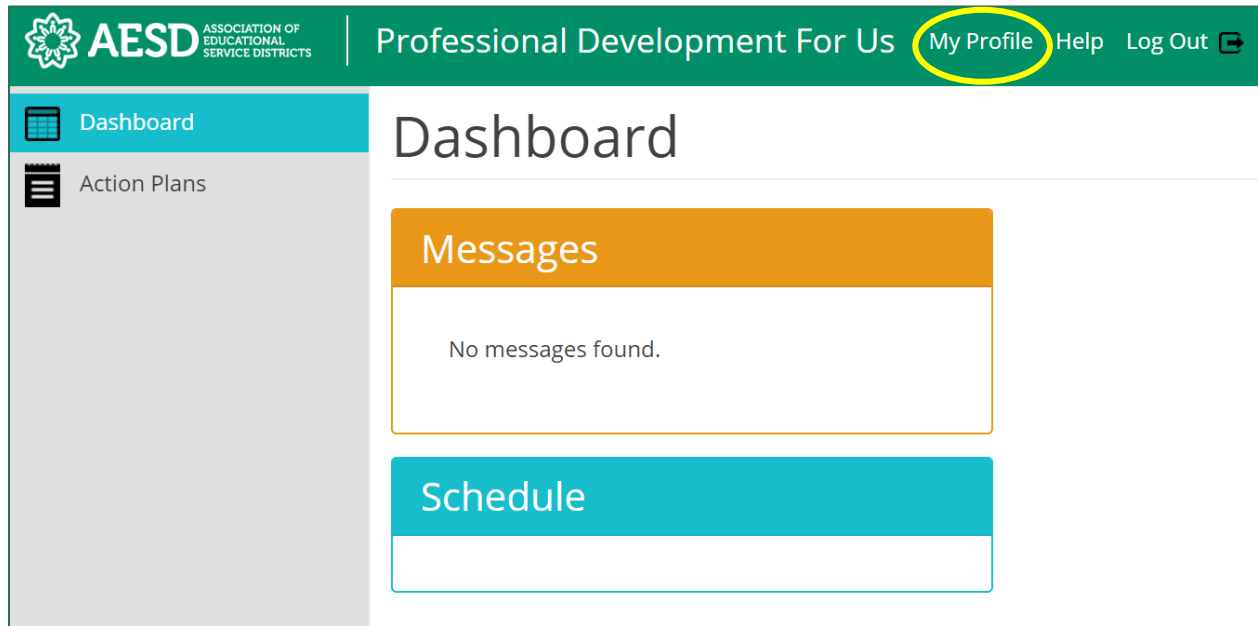 AESD ASSOCIATION OF
EDUCATIONAL
SERVICE DISTRICTS
Professional Development For Us My Profile Help Log Out
Dashboard
Action Plans
Dashboard
Messages
No messages found.
Schedule